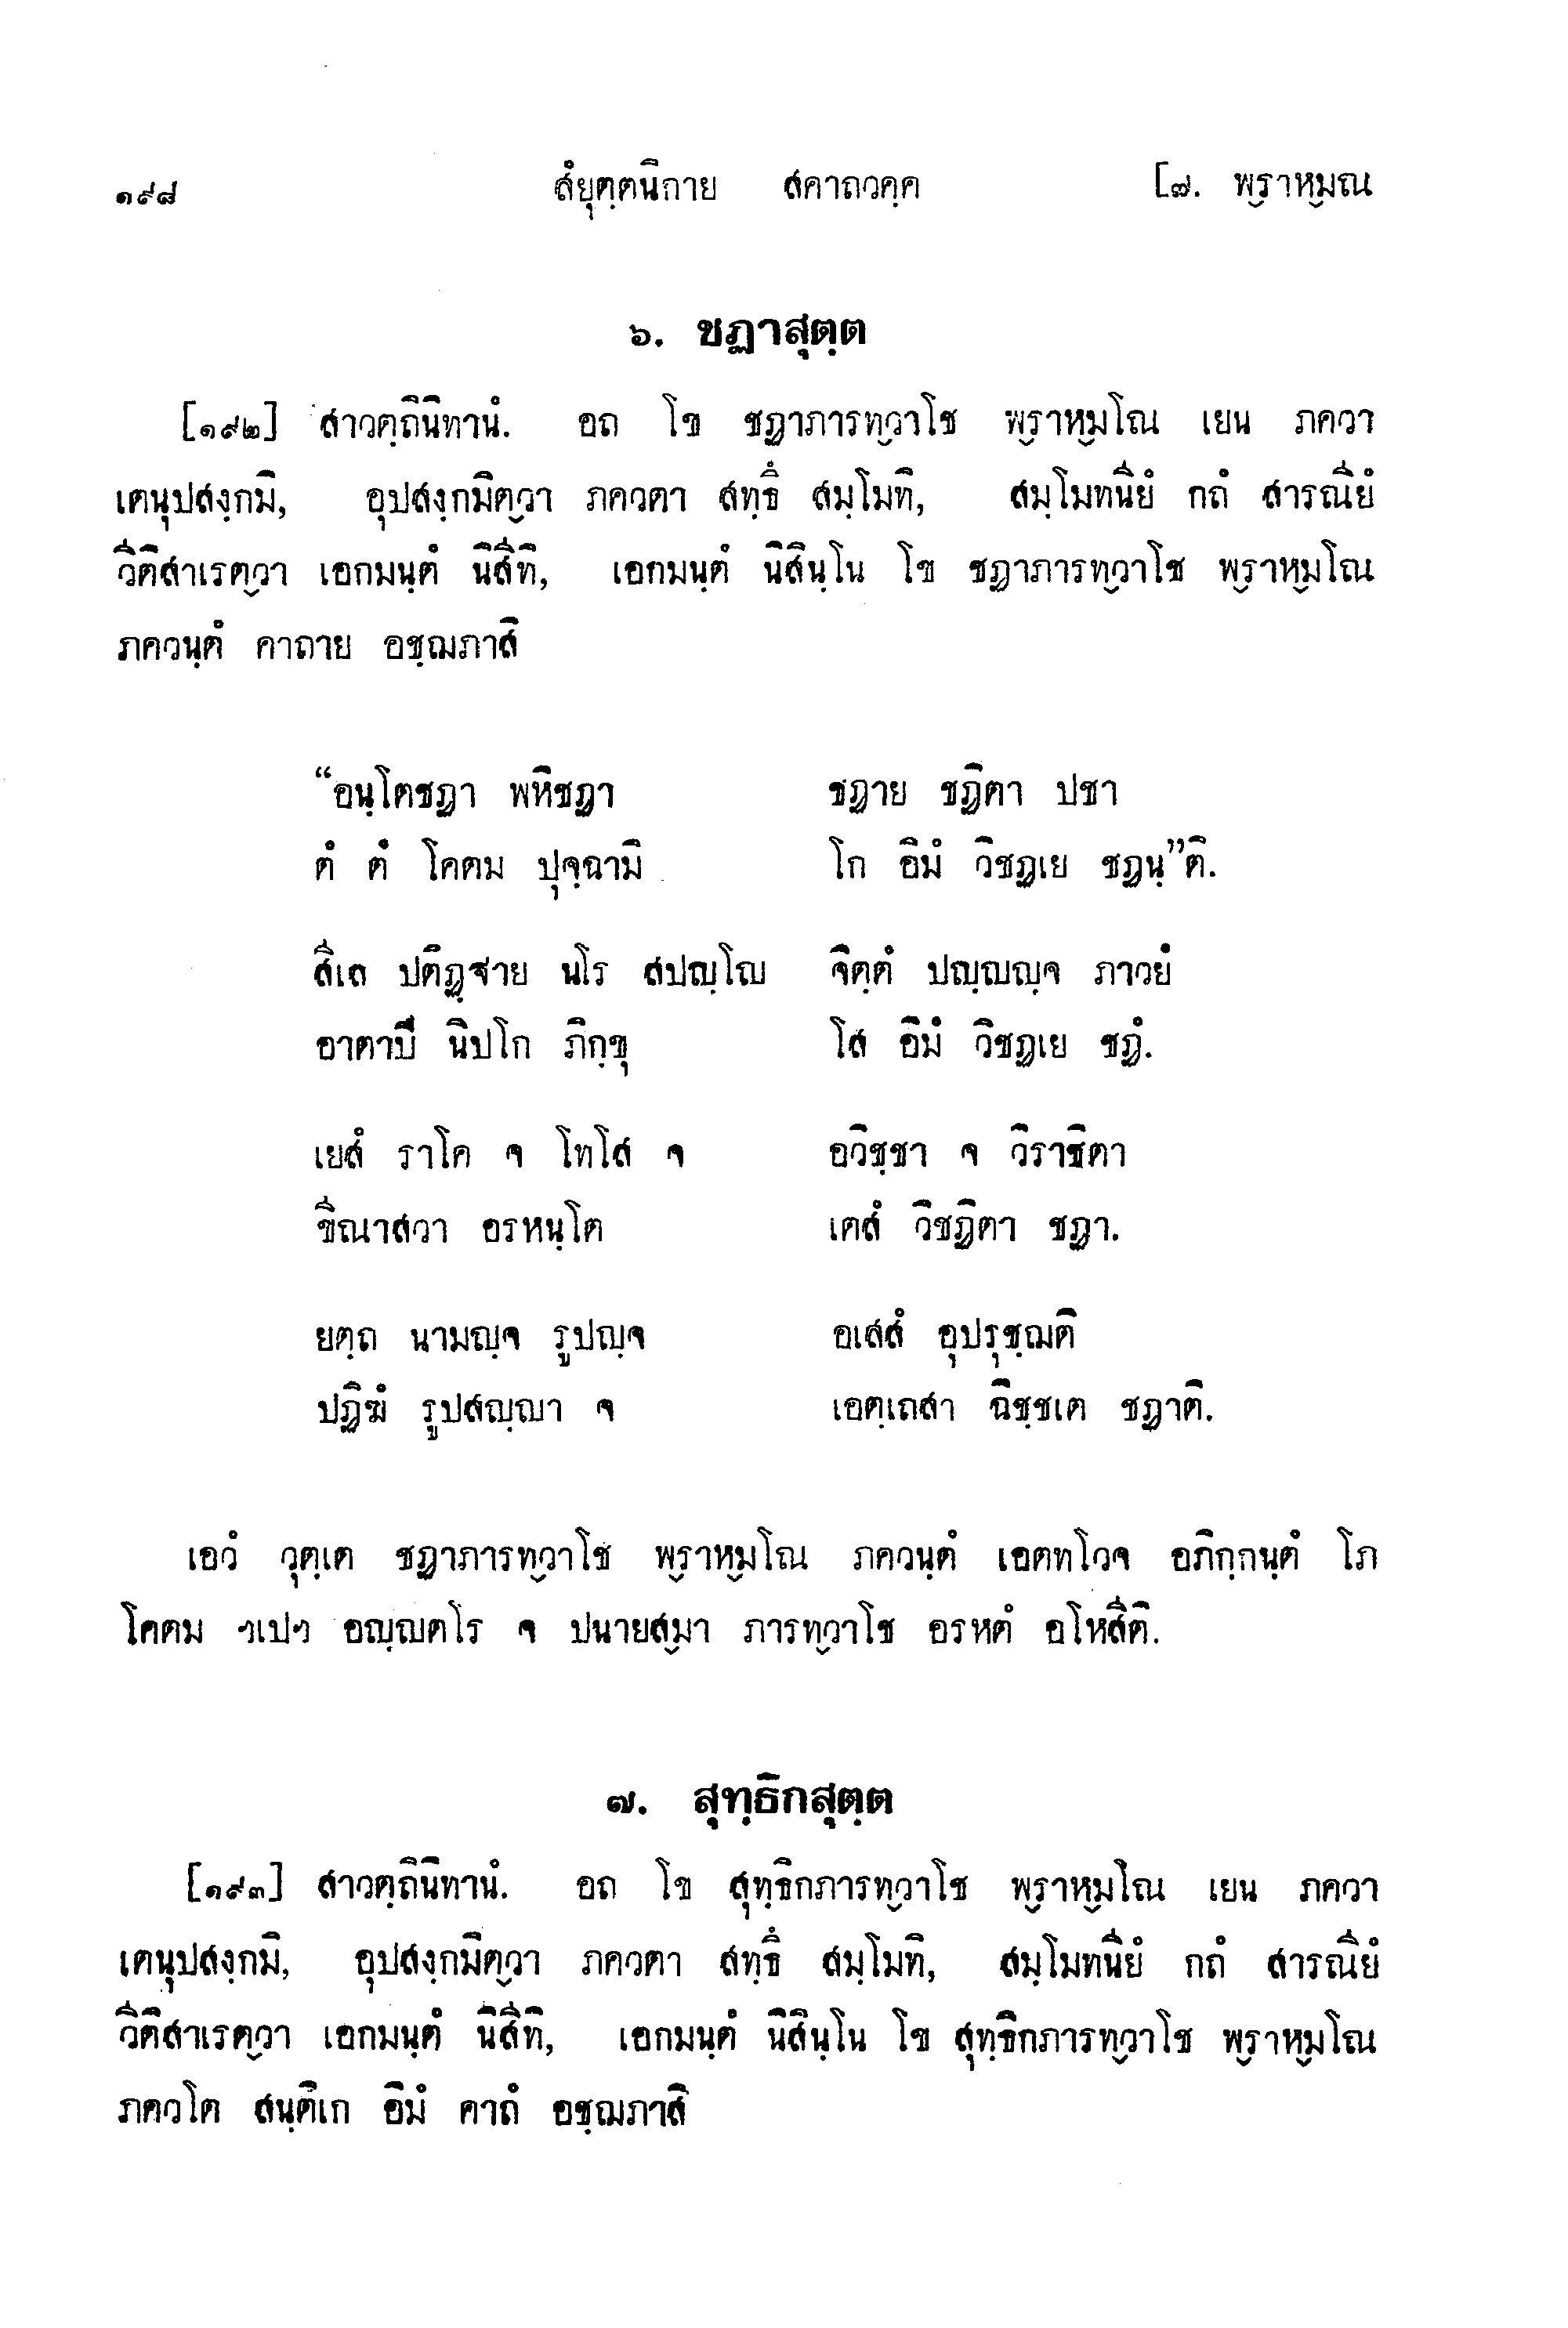 ๑๙๘ สํยุตฺตนิกาย สคาถวคฺค [๗. พ๎ราห๎มณ
๖. ชฏาสุตฺต
[๑๙๒] สาวตฺถินิทานํ. อถ โข ชฏาภารท๎วาโช พ๎ราห๎มโณ เยน ภควา
เตนุปสงฺกมิ, อุปสงฺกมิต๎วา ภควตา สทฺธึ สมฺโมทิ, สมฺโมทนียํ กถํ สารณียํ
วีติสาเรต๎วา เอกมนฺตํ นิสีทิ, เอกมนฺตํ นิสินฺโน โข ชฏาภารท๎วาโช พ๎ราห๎มโณ
ภควนฺตํ คาถาย อชฺฌภาสิ
“อนฺโตชฏา พหิชฏา ชฏาย ชฏิตา ปชา
ตํ ตํ โคตม ปุจฺฉามิ โก อิมํ วิชฏเย ชฏนฺ”ติ.
สีเล ปติฏฺฐาย นโร สปญฺโญ จิตฺตํ ปญฺญญฺจ ภาวยํ
อาตาปี นิปโก ภิกฺขุ โส อิมํ วิชฏเย ชฏํ.
เยสํ ราโค จ โทโส จ อวิชฺชา จ วิราชิตา
ขีณาสวา อรหนฺโต เตสํ วิชฏิตา ชฏา.
ยตฺถ นามญฺจ รูปญฺจ อเสสํ อุปรุชฺฌติ
ปฏิฆํ รูปสญฺญา จ เอตฺเถสา ฉิชฺชเต ชฏาติ.
เอวํ วุตฺเต ชฏาภารท๎วาโช พ๎ราห๎มโณ ภควนฺตํ เอตทโวจ อภิกฺกนฺตํ โภ
โคตม ฯเปฯ อญฺญตโร จ ปนายส๎มา ภารท๎วาโช อรหตํ อโหสีติ.
๗. สุทฺธิกสุตฺต
[๑๙๓] สาวตฺถินิทานํ. อถ โข สุทฺธิกภารท๎วาโช พ๎ราห๎มโณ เยน ภควา
เตนุปสงฺกมิ, อุปสงฺกมิต๎วา ภควตา สทฺธึ สมฺโมทิ, สมฺโมทนียํ กถํ สารณียํ
วีติสาเรต๎วา เอกมนฺตํ นิสีทิ, เอกมนฺตํ นิสินฺโน โข สุทฺธิกภารท๎วาโช พ๎ราห๎มโณ
ภควโต สนฺติเก อิมํ คาถํ อชฺฌภาสิ